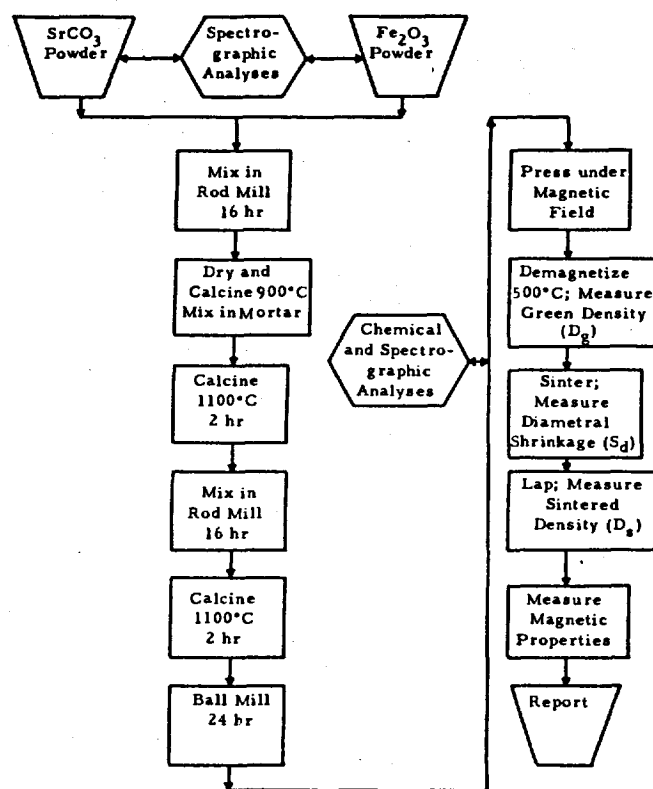 SrCO3
Powder
Spectro-
graphic
Analyses
Fe2O3
Powder
Mix in
Rod Mill
16 hr
Dry and
Calcine 900°C
Mix in Mortar
Calcine
1100°C
2 hr
Mix in
Rod Mill
16 hr
Calcine
1100°C
2 hr
Ball Mill
24 hr
Chemical
and Spectro-
graphic
Analyses
Press under
Magnetic
Field
Demagnetize
500°C; Measure
Green Density
(Dg)
Sinter;
Measure
Diametral
Shrinkage (Sd)
Lap; Measure
Sintered
Density (Ds)
Measure
Magnetic
Properties
Report